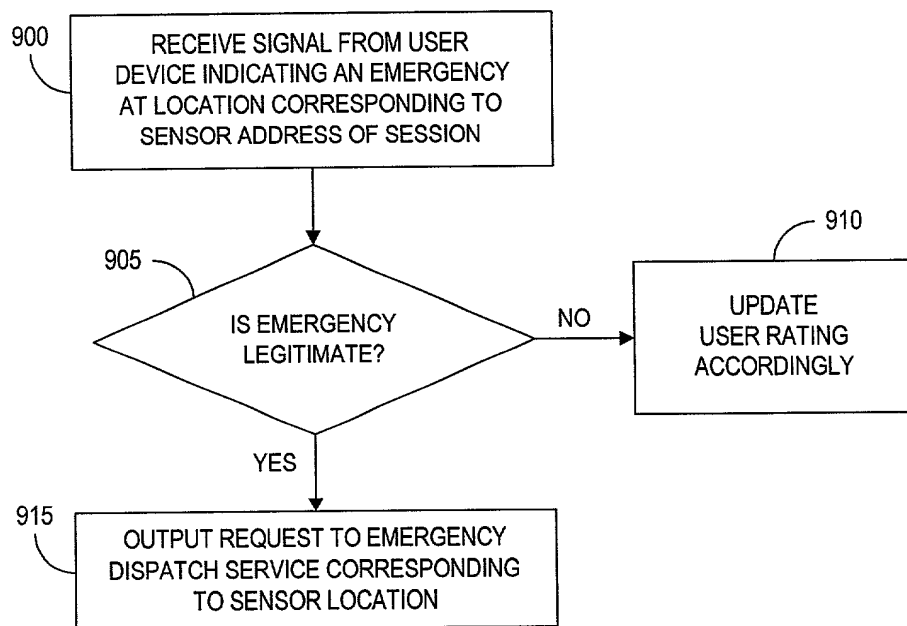 900
RECEIVE SIGNAL FROM USER
DEVICE INDICATING AN EMERGENCY
AT LOCATION CORRESPONDING TO
SENSOR ADDRESS OF SESSION
905
IS EMERGENCY
LEGITIMATE?
NO
910
UPDATE
USER RATING
ACCORDINGLY
YES
915
OUTPUT REQUEST TO EMERGENCY
DISPATCH SERVICE CORRESPONDING
TO SENSOR LOCATION